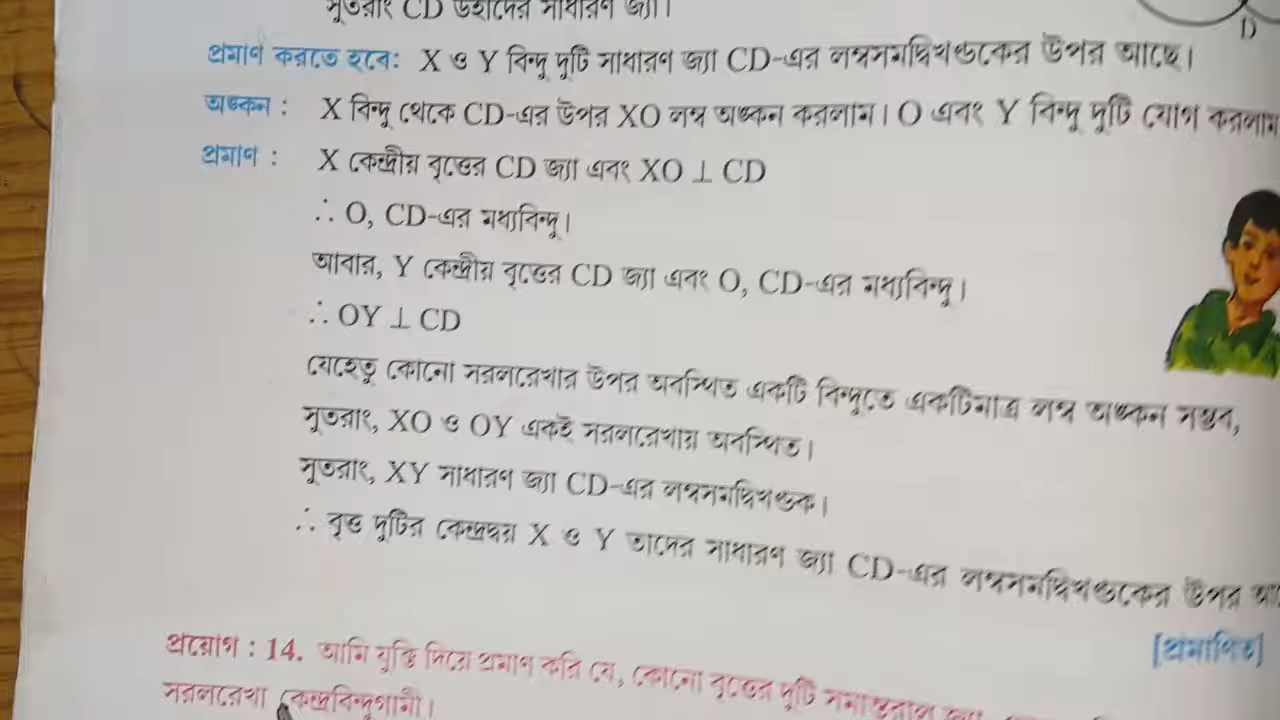 সুতরাং CD উহাদের সাধারণ জ্যা।
D
প্রমাণ করতে হবে: X ও Y বিন্দু দুটি সাধারণ জ্যা CD-এর লম্বসমদ্বিখণ্ডকের উপর আছে।
অঙ্কন : X বিন্দু থেকে CD-এর উপর XO লম্ব অঙ্কন করলাম। O এবং Y বিন্দু দুটি যোগ করলাম
প্রমাণ : X কেন্দ্রীয় বৃত্তের CD জ্যা এবং XO ⊥ CD
∴ O, CD-এর মধ্যবিন্দু।
আবার, Y কেন্দ্রীয় বৃত্তের CD জ্যা এবং O, CD-এর মধ্যবিন্দু।
∴ OY ⊥ CD
যেহেতু কোনো সরলরেখার উপর অবস্থিত একটি বিন্দুতে একটিমাত্র লম্ব অঙ্কন সম্ভব,
সুতরাং, XO ও OY একই সরলরেখায় অবস্থিত।
সুতরাং, XY সাধারণ জ্যা CD-এর লম্বসমদ্বিখণ্ডক।
∴ বৃত্ত দুটির কেন্দ্রদ্বয় X ও Y তাদের সাধারণ জ্যা CD-এর লম্বসমদ্বিখণ্ডকের উপর
[প্রমাণিত]
প্রয়োগ : 14. আমি যুক্তি দিয়ে প্রমাণ করি যে, কোনো বৃত্তের দুটি সমান্তরাল জ্যা
সরলরেখা কেন্দ্রবিন্দুগামী।